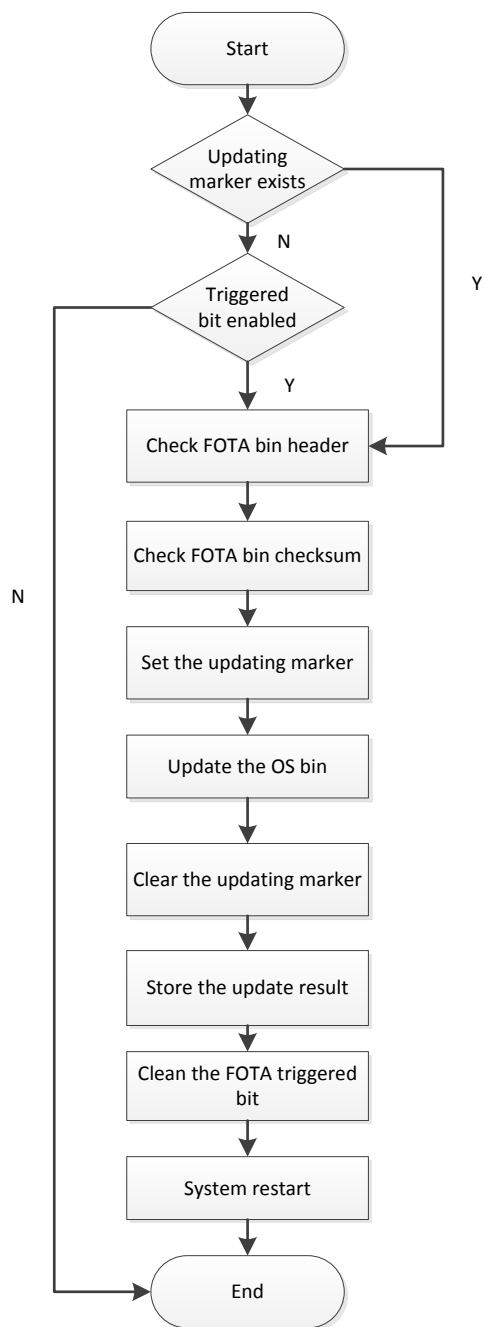 Start
Updating
marker exists
N
Y
Triggered
bit enabled
Y
Check FOTA bin header
Check FOTA bin checksum
N
Set the updating marker
Update the OS bin
Clear the updating marker
Store the update result
Clean the FOTA triggered
bit
System restart
End